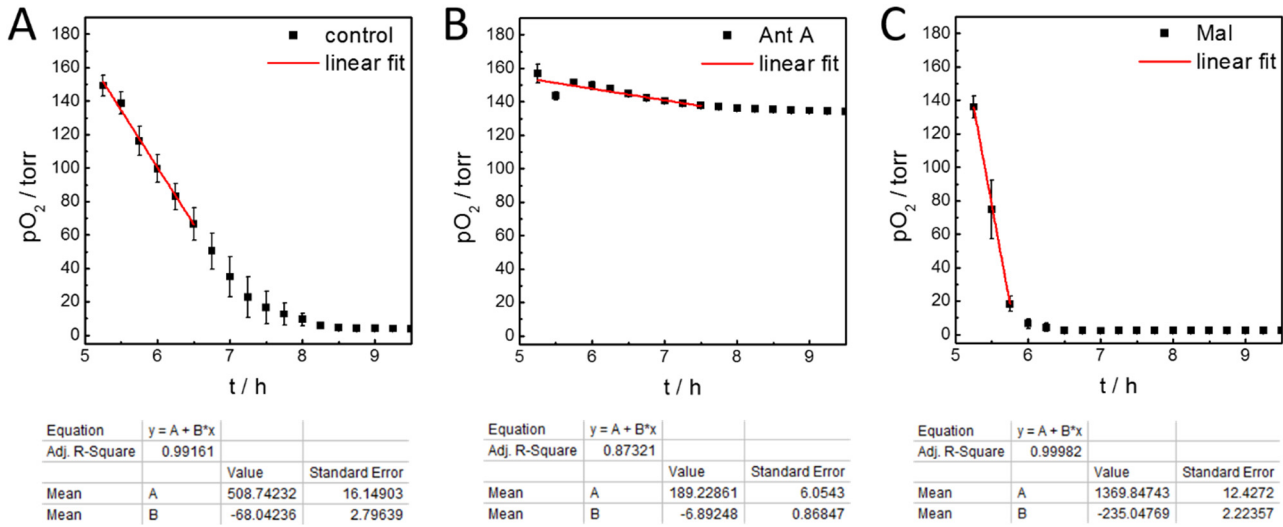 A
180
160
140
120
100
80
60
40
20
0
pO2 / torr
control
linear fit
5 6 7 8 9
t / h
Equation y = A + B*x
Adj. R-Square 0.99161
Value Standard Error
Mean A 508.74232 16.14903
Mean B -68.04236 2.79639
B
180
160
140
120
100
80
60
40
20
0
pO2 / torr
Ant A
linear fit
5 6 7 8 9
t / h
Equation y = A + B*x
Adj. R-Square 0.87321
Value Standard Error
Mean A 189.22861 6.0543
Mean B -6.89248 0.86847
C
180
160
140
120
100
80
60
40
20
0
pO2 / torr
Mal
linear fit
5 6 7 8 9
t / h
Equation y = A + B*x
Adj. R-Square 0.99982
Value Standard Error
Mean A 1369.84743 12.4272
Mean B -235.04769 2.22357